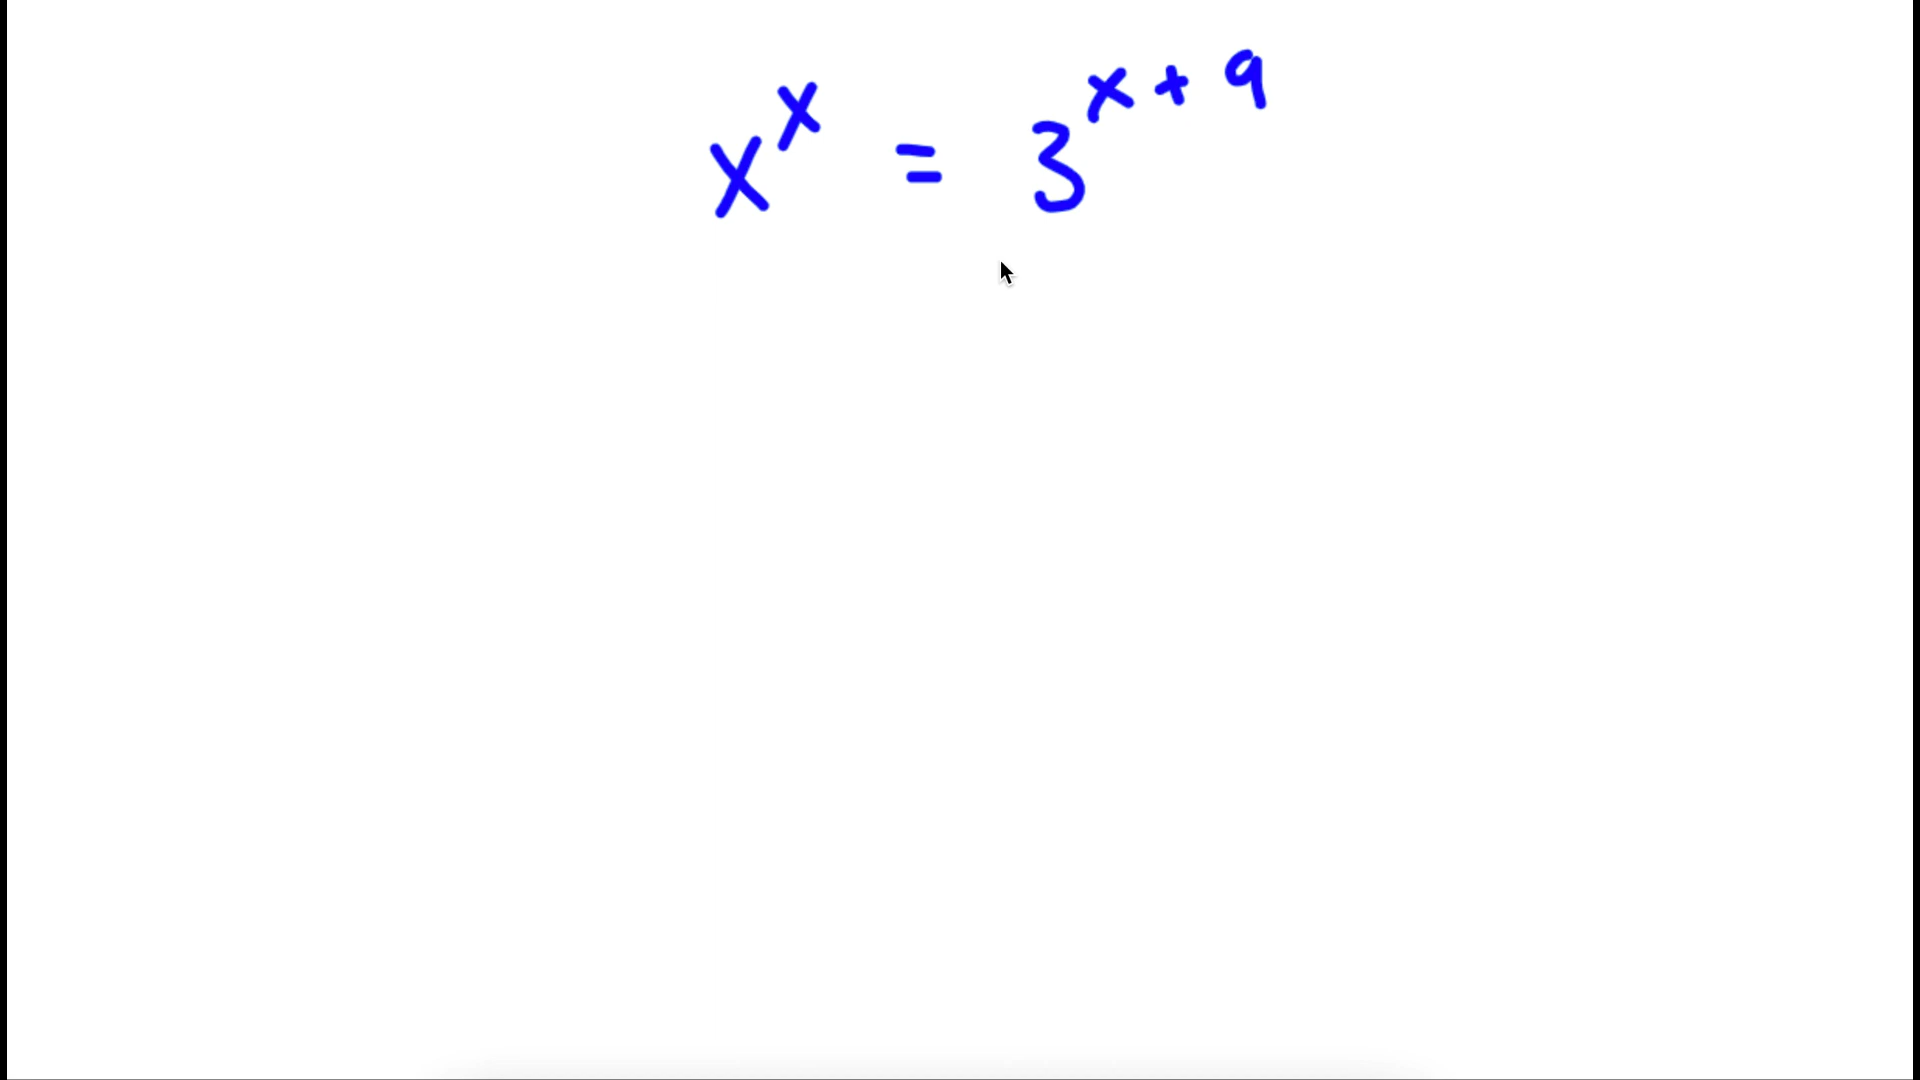 x^x = 3^{x+9}